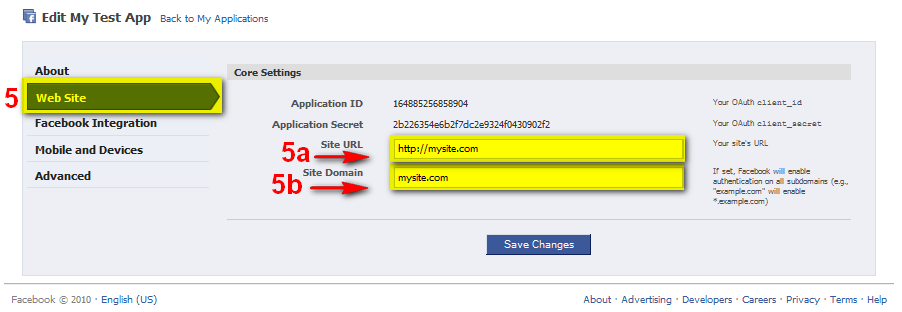 Edit My Test App Back to My Applications
About
5 Web Site
Facebook Integration
Mobile and Devices
Advanced
Core Settings
Application ID 164885256858904 Your OAuth client_id
Application Secret 2b226354e6b2f7dc2e9324f0430902f2 Your OAuth client_secret
Site URL http://mysite.com Your site's URL
5a
Site Domain mysite.com If set, Facebook will enable
5b authentication on all subdomains (e.g.,
"example.com" will enable
*.example.com)
Save Changes
Facebook © 2010 · English (US) About · Advertising · Developers · Careers · Privacy · Terms · Help